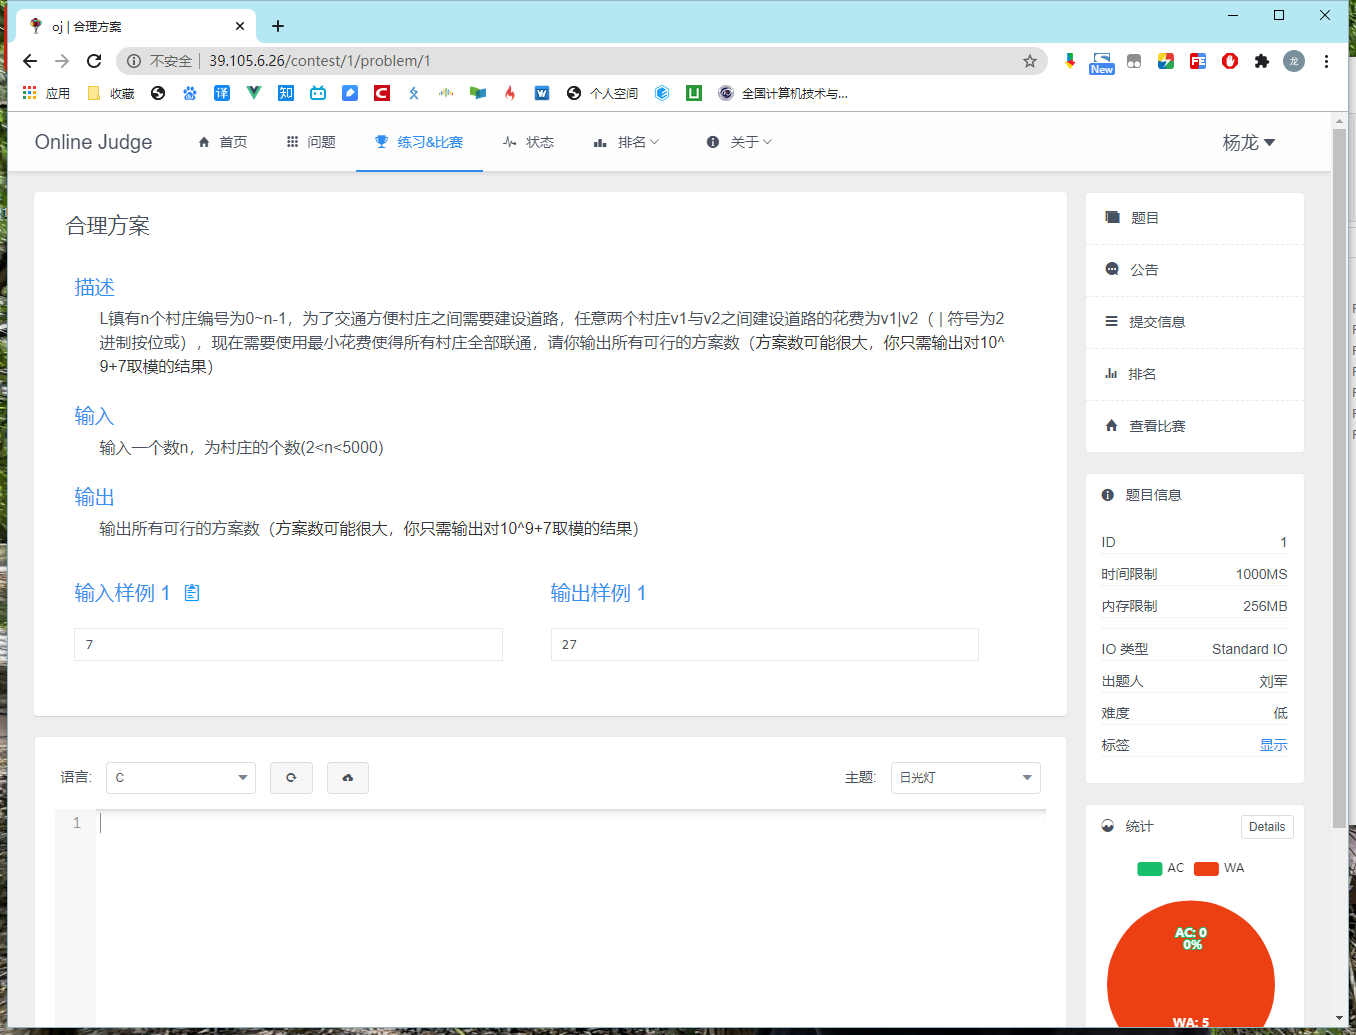 oj | 合理方案
不安全 39.105.6.26/contest/1/problem/1
New
龙
应用 收藏 译 知 个人空间 全国计算机技术与...
Online Judge 首页 问题 练习&比赛 状态 排名 关于 杨龙
合理方案
描述
L镇有n个村庄编号为0~n-1，为了交通方便村庄之间需要建设道路，任意两个村庄v1与v2之间建设道路的花费为v1|v2（ | 符号为2
进制按位或），现在需要使用最小花费使得所有村庄全部联通，请你输出所有可行的方案数（方案数可能很大，你只需输出对10^
9+7取模的结果）
输入
输入一个数n，为村庄的个数(2<n<5000)
输出
输出所有可行的方案数（方案数可能很大，你只需输出对10^9+7取模的结果）
输入样例 1
输出样例 1
7
27
语言: C
主题: 日光灯
1
题目
公告
提交信息
排名
查看比赛
题目信息
ID 1
时间限制 1000MS
内存限制 256MB
IO 类型 Standard IO
出题人 刘军
难度 低
标签 显示
统计 Details
AC WA
AC: 0
0%
WA: 5